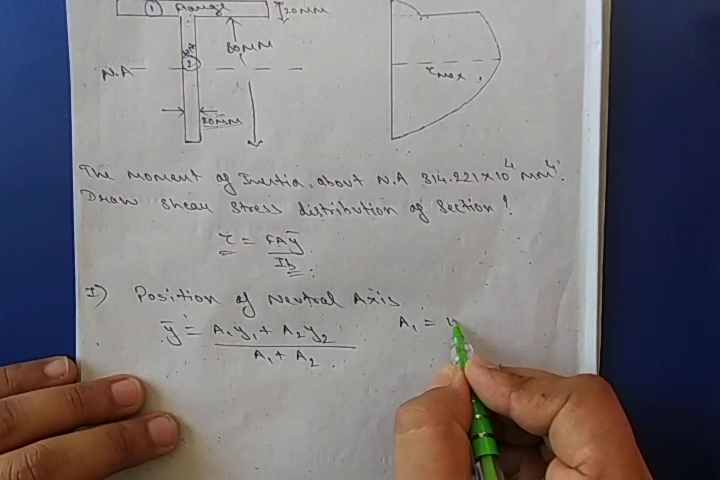 ① Flange 20MM
80MM
②
N.A
τmax
20MM
The Moment of Inertia about N.A 314.221×10⁴ MM⁴.
Draw shear stress distribution of Section!
τ = FAȳ / Ib
I) Position of Neutral Axis
ȳ = A₁y₁ + A₂y₂ / A₁ + A₂ A₁ =